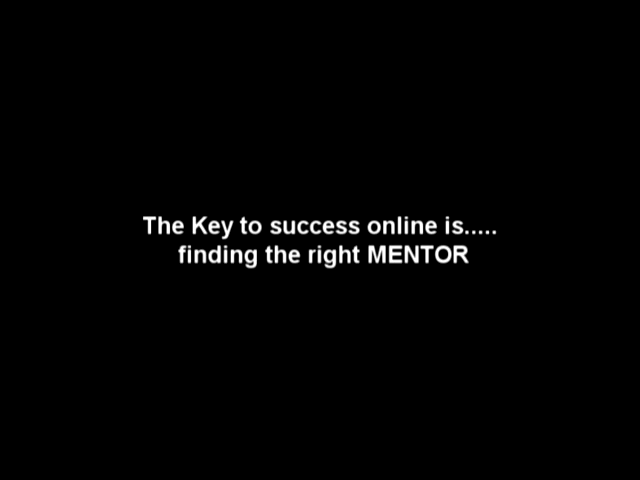 The Key to success online is.....
finding the right MENTOR